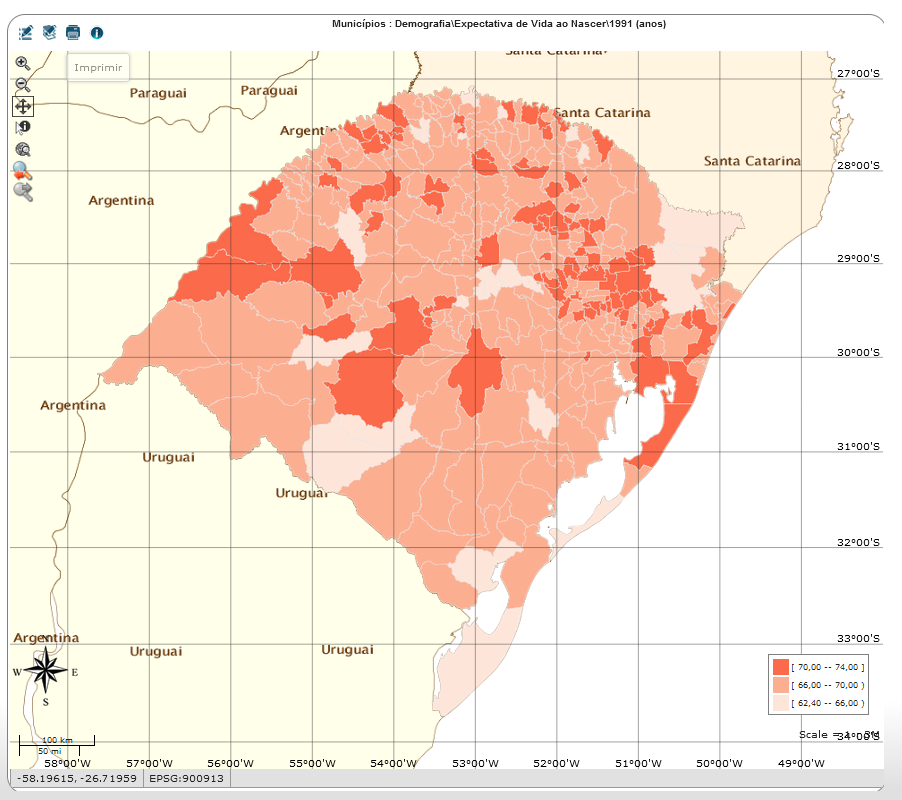 Municípios : Demografia\Expectativa de Vida ao Nascer\1991 (anos)
Santa Catarina
Imprimir
27°00'S
Paraguai
Paraguai
Santa Catarina
Argentin
Santa Catarina
28°00'S
Argentina
29°00'S
30°00'S
Argentina
31°00'S
Uruguai
Uruguai
32°00'S
Argentina
33°00'S
N
Uruguai
Uruguai
W
E
S
[ 70,00 -- 74,00 ]
[ 66,00 -- 70,00 )
[ 62,40 -- 66,00 )
100 km
50 mi
Scale =
34°00'S
58°00'W
57°00'W
56°00'W
55°00'W
54°00'W
53°00'W
52°00'W
51°00'W
50°00'W
49°00'W
-58.19615, -26.71959
EPSG:900913